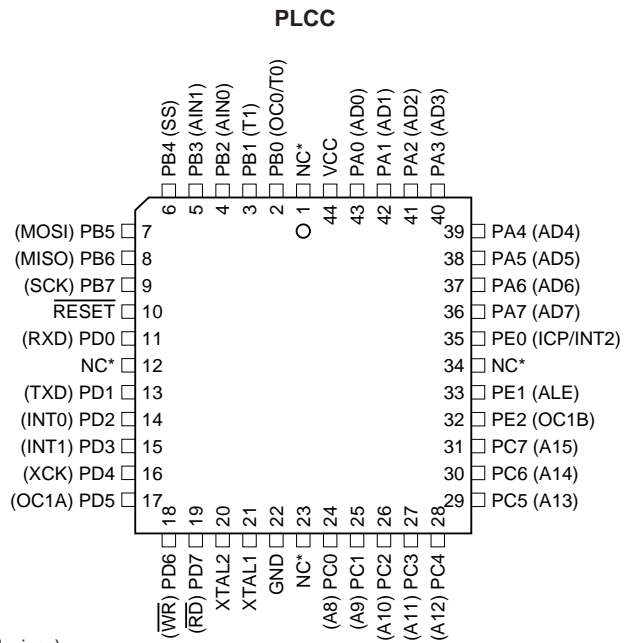 PLCC
PB4 (SS)
PB3 (AIN1)
PB2 (AIN0)
PB1 (T1)
PB0 (OC0/T0)
NC*
VCC
PA0 (AD0)
PA1 (AD1)
PA2 (AD2)
PA3 (AD3)
6
5
4
3
2
1
44
43
42
41
40
(MOSI) PB5 7
(MISO) PB6 8
(SCK) PB7 9
RESET 10
(RXD) PD0 11
NC* 12
(TXD) PD1 13
(INT0) PD2 14
(INT1) PD3 15
(XCK) PD4 16
(OC1A) PD5 17
39 PA4 (AD4)
38 PA5 (AD5)
37 PA6 (AD6)
36 PA7 (AD7)
35 PE0 (ICP/INT2)
34 NC*
33 PE1 (ALE)
32 PE2 (OC1B)
31 PC7 (A15)
30 PC6 (A14)
29 PC5 (A13)
18
19
20
21
22
23
24
25
26
27
28
(WR) PD6
(RD) PD7
XTAL2
XTAL1
GND
NC*
(A8) PC0
(A9) PC1
(A10) PC2
(A11) PC3
(A12) PC4